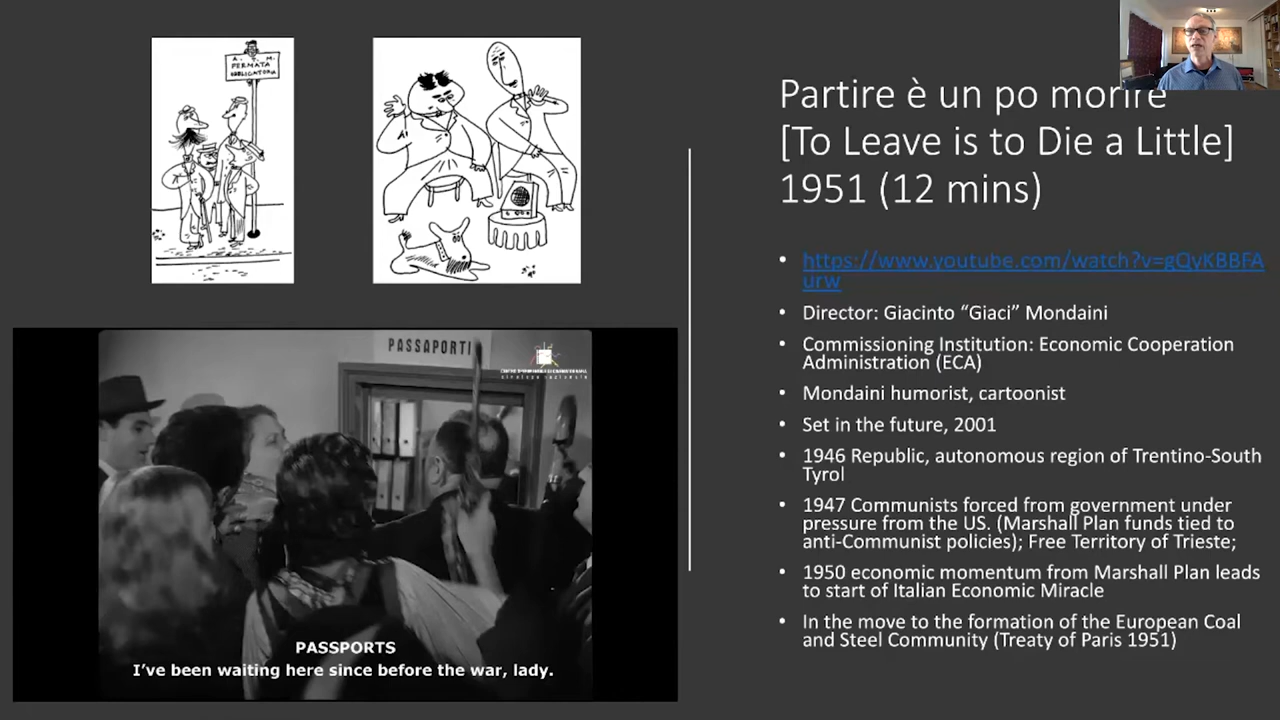 A. T. M.
FERMATA
OBBLIGATORIA
PASSAPORTI
PASSPORTS
I've been waiting here since before the war, lady.
Partire è un po morire
[To Leave is to Die a Little]
1951 (12 mins)
• https://www.youtube.com/watch?v=gQyKBBFA
urw
• Director: Giacinto “Giaci” Mondaini
• Commissioning Institution: Economic Cooperation
Administration (ECA)
• Mondaini humorist, cartoonist
• Set in the future, 2001
• 1946 Republic, autonomous region of Trentino-South
Tyrol
• 1947 Communists forced from government under
pressure from the US. (Marshall Plan funds tied to
anti-Communist policies); Free Territory of Trieste;
• 1950 economic momentum from Marshall Plan leads
to start of Italian Economic Miracle
• In the move to the formation of the European Coal
and Steel Community (Treaty of Paris 1951)